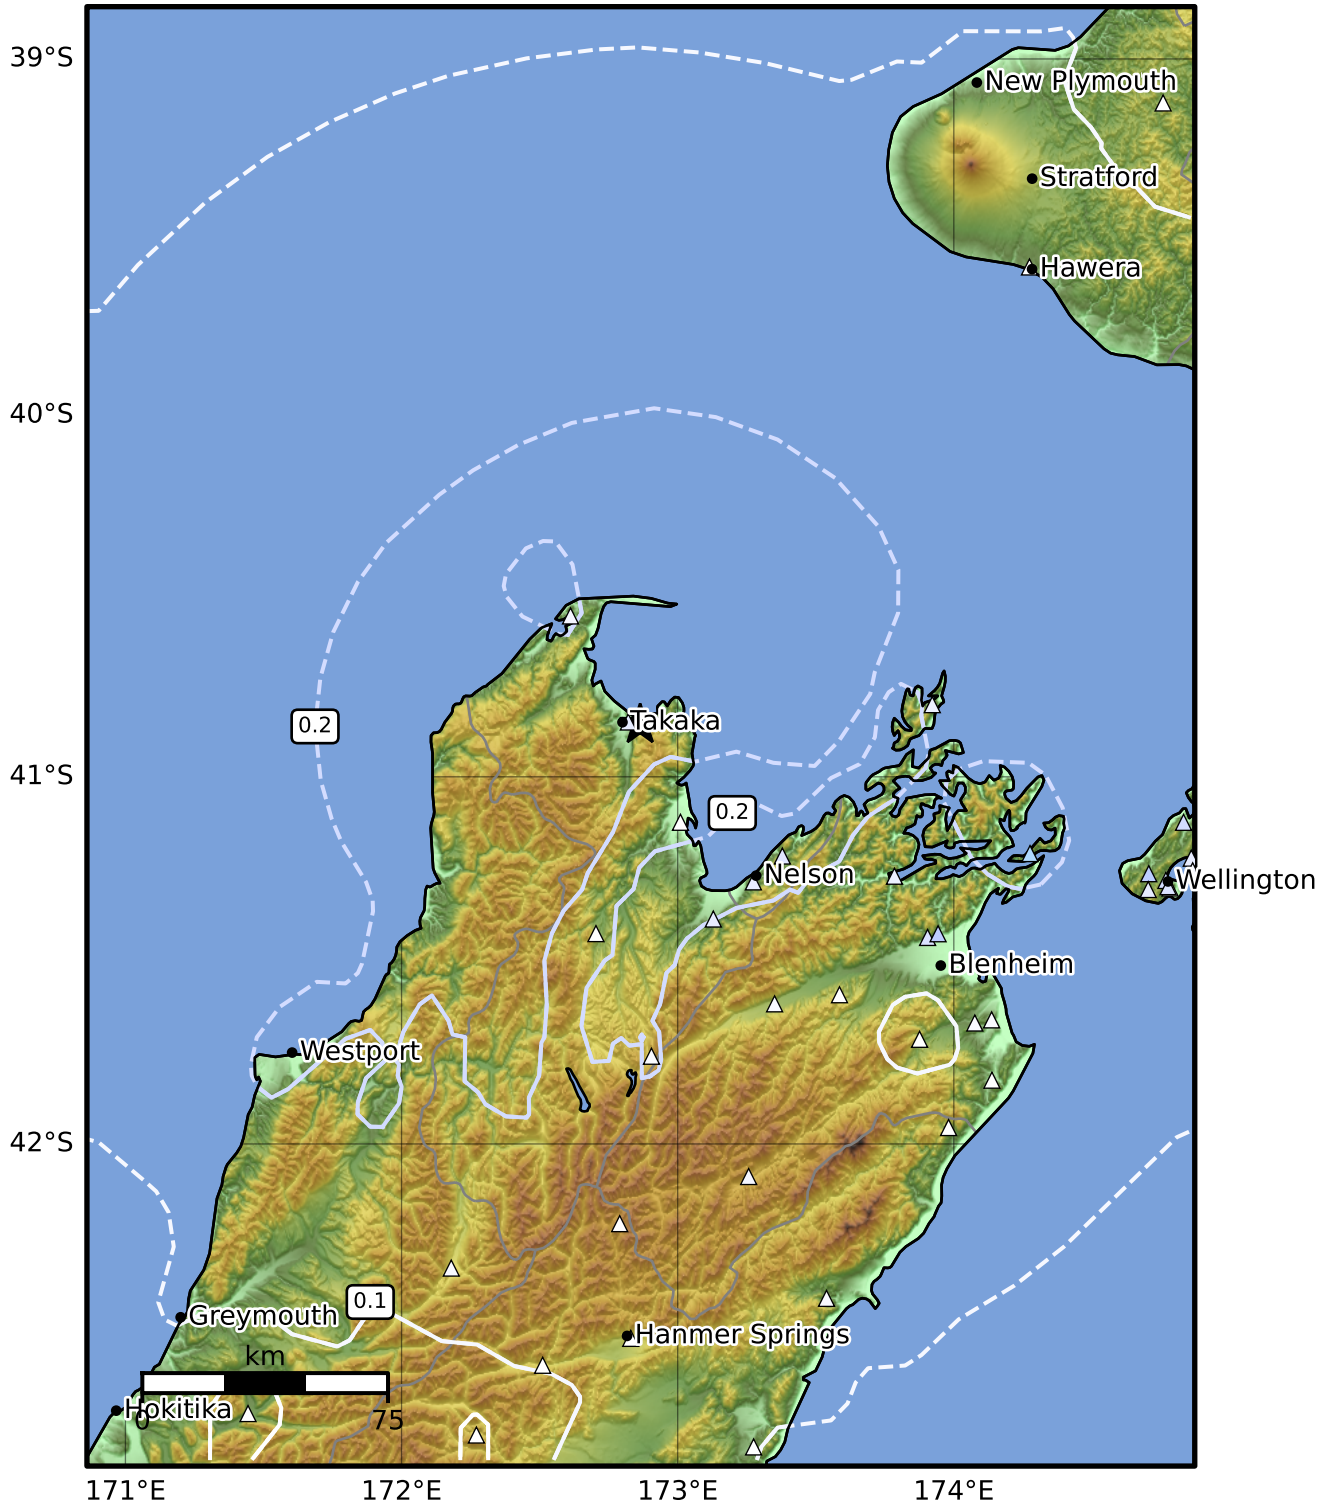 39°S
New Plymouth
Stratford
Hawera
40°S
0.2
Takaka
41°S
0.2
Nelson
Wellington
Blenheim
Westport
42°S
0.1
Greymouth
Hanmer Springs
km
Hokitika
0
75
171°E
172°E
173°E
174°E